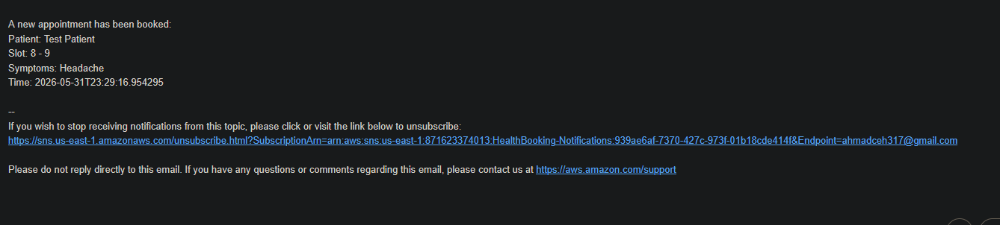 A new appointment has been booked:
Patient: Test Patient
Slot: 8 - 9
Symptoms: Headache
Time: 2026-05-31T23:29:16.954295
--
If you wish to stop receiving notifications from this topic, please click or visit the link below to unsubscribe:
https://sns.us-east-1.amazonaws.com/unsubscribe.html?SubscriptionArn=arn:aws:sns:us-east-1:871623374013:HealthBooking-Notifications:939ae6af-7370-427c-973f-01b18cde414f&Endpoint=ahmadceh317@gmail.com
Please do not reply directly to this email. If you have any questions or comments regarding this email, please contact us at https://aws.amazon.com/support